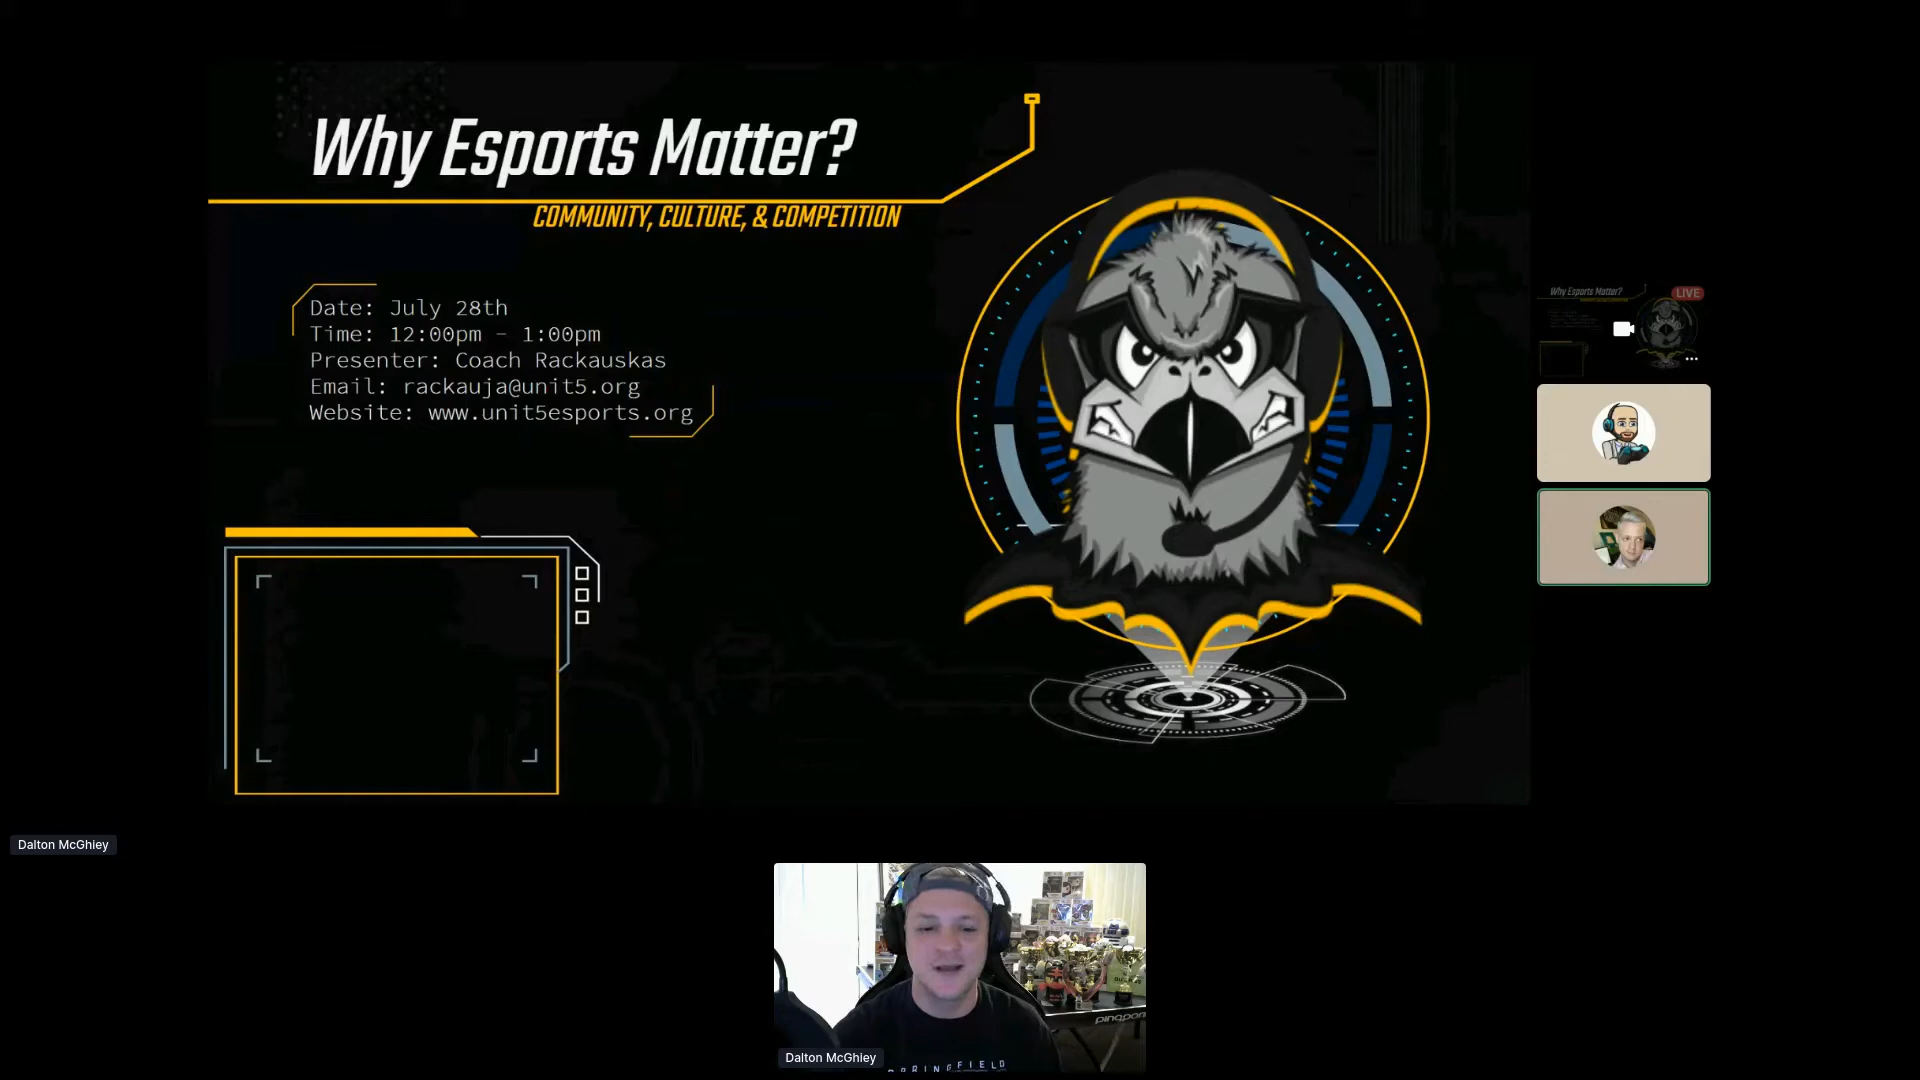 Why Esports Matter?
COMMUNITY, CULTURE, & COMPETITION
Date: July 28th
Time: 12:00pm - 1:00pm
Presenter: Coach Rackauskas
Email: rackauja@unit5.org
Website: www.unit5esports.org
Why Esports Matter?
LIVE
Dalton McGhiey
Dalton McGhiey